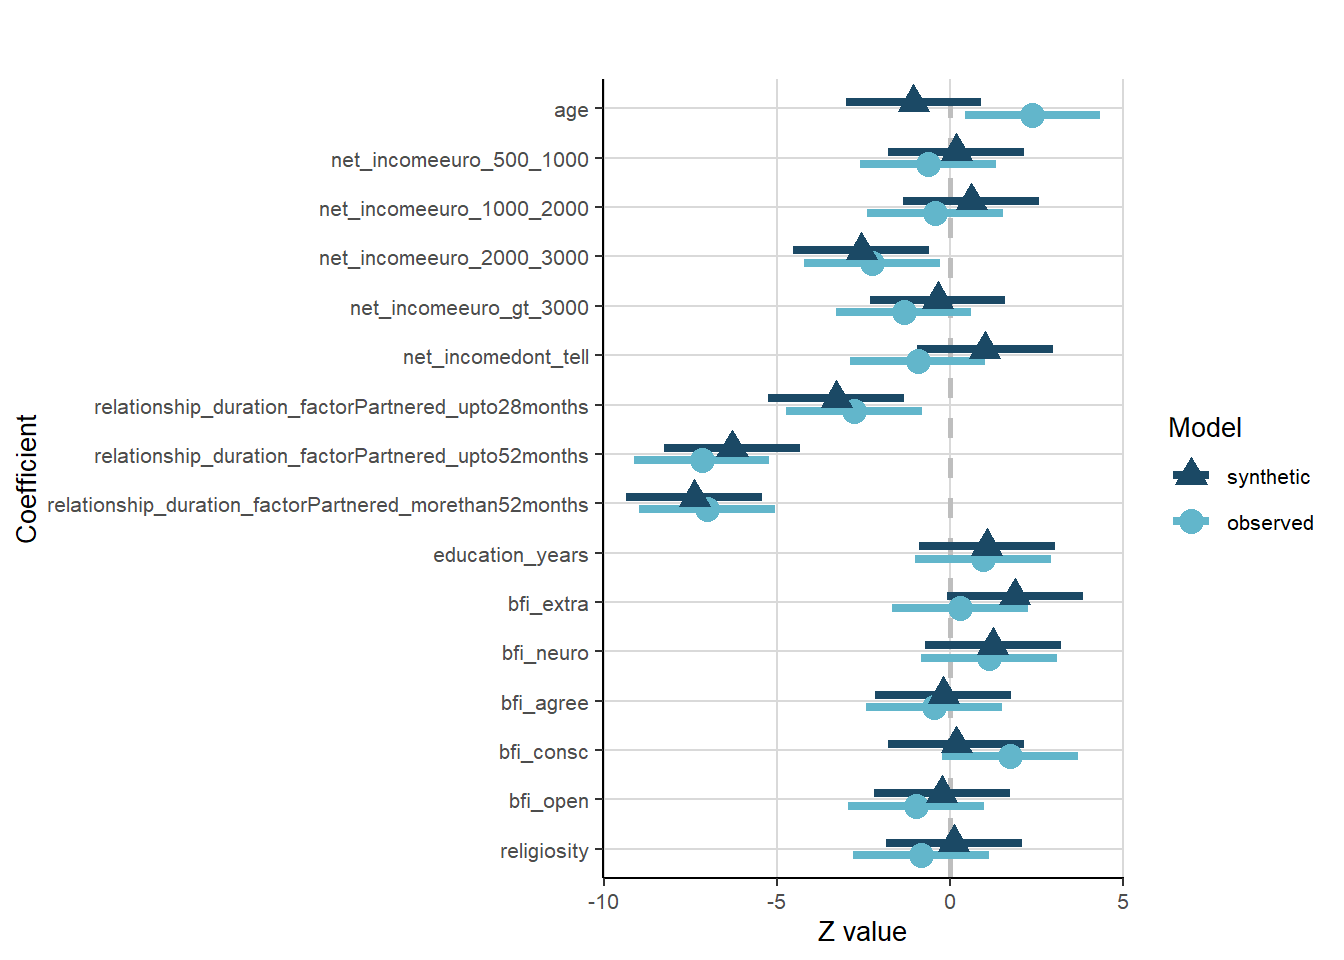 age
net_incomeeuro_500_1000
net_incomeeuro_1000_2000
net_incomeeuro_2000_3000
net_incomeeuro_gt_3000
net_incomedont_tell
relationship_duration_factorPartnered_upto28months
relationship_duration_factorPartnered_upto52months
relationship_duration_factorPartnered_morethan52months
education_years
bfi_extra
bfi_neuro
bfi_agree
bfi_consc
bfi_open
religiosity
Coefficient
-10
-5
0
5
Z value
Model
synthetic
observed